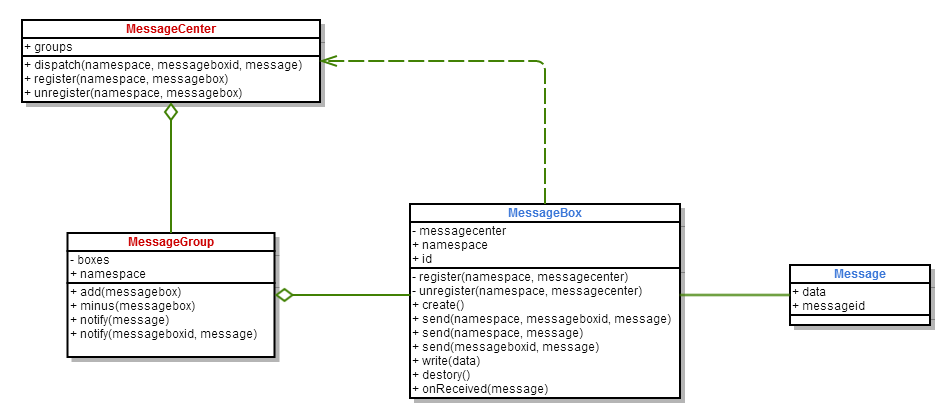 MessageCenter
+ groups
+ dispatch(namespace, messageboxid, message)
+ register(namespace, messagebox)
+ unregister(namespace, messagebox)
MessageGroup
- boxes
+ namespace
+ add(messagebox)
+ minus(messagebox)
+ notify(message)
+ notify(messageboxid, message)
MessageBox
- messagecenter
+ namespace
+ id
- register(namespace, messagecenter)
- unregister(namespace, messagecenter)
+ create()
+ send(namespace, messageboxid, message)
+ send(namespace, message)
+ send(messageboxid, message)
+ write(data)
+ destory()
+ onReceived(message)
Message
+ data
+ messageid